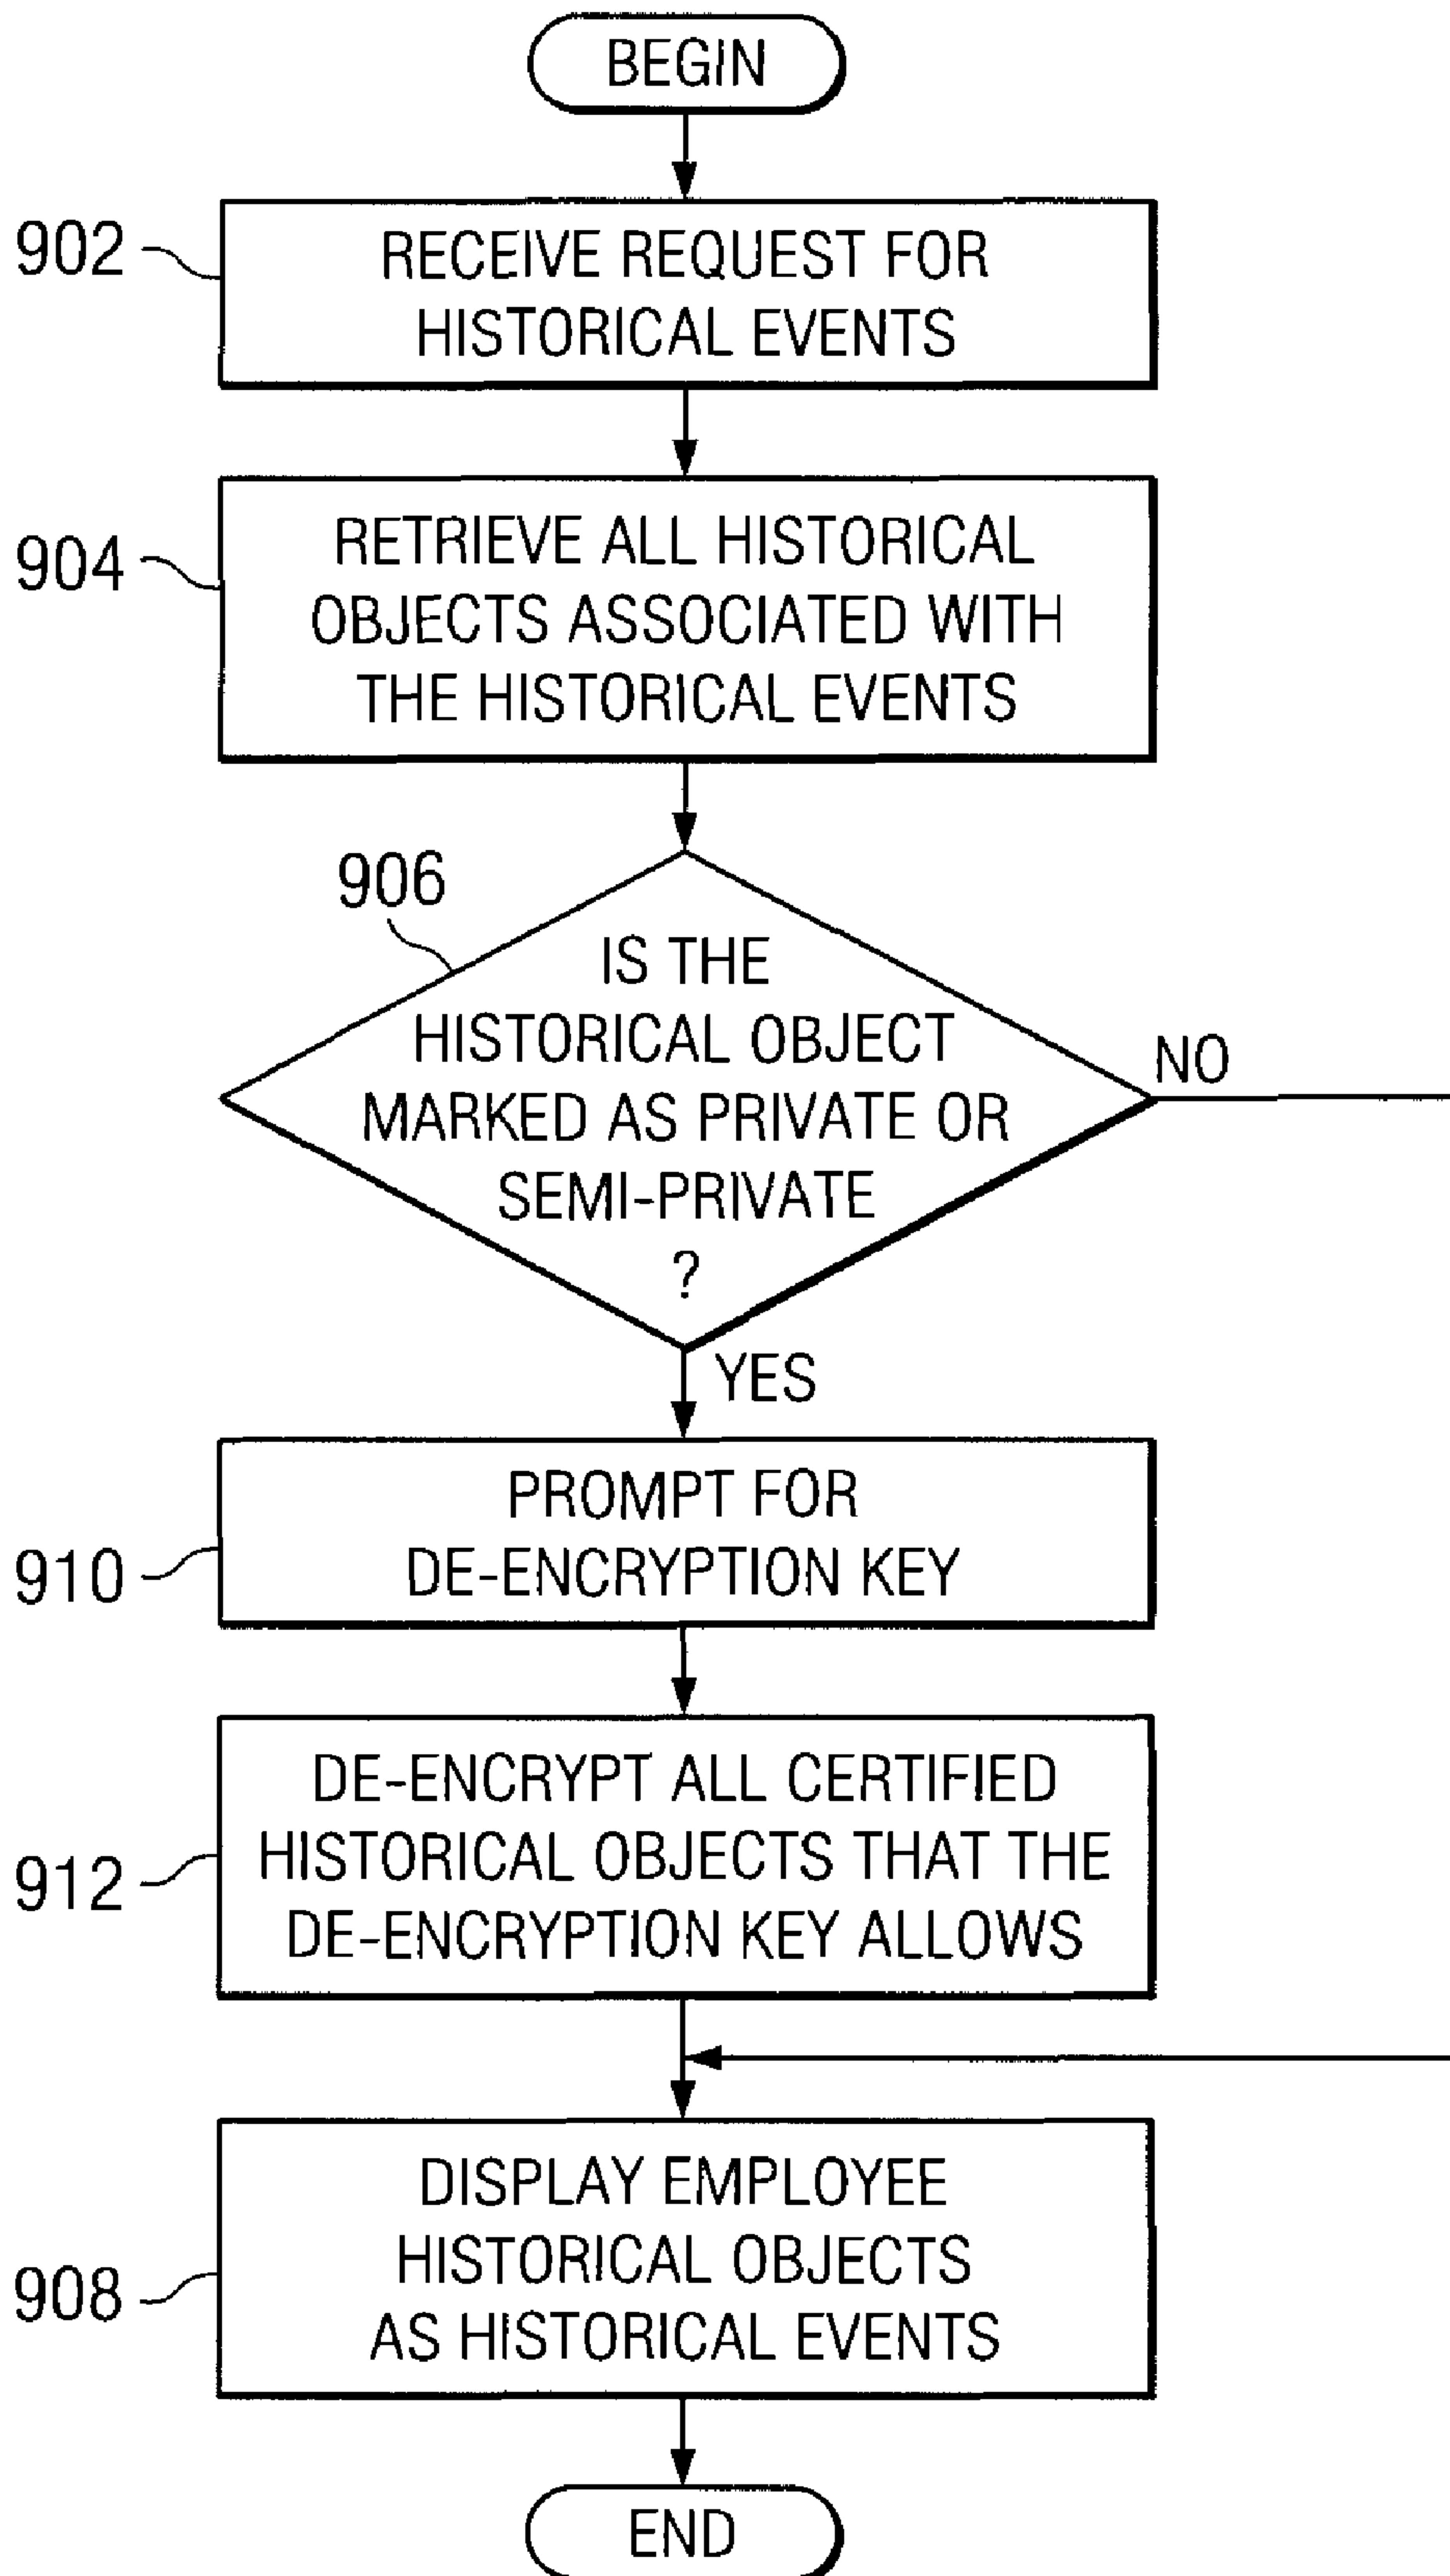 BEGIN
902
RECEIVE REQUEST FOR
HISTORICAL EVENTS
904
RETRIEVE ALL HISTORICAL
OBJECTS ASSOCIATED WITH
THE HISTORICAL EVENTS
906
IS THE
HISTORICAL OBJECT
MARKED AS PRIVATE OR
SEMI-PRIVATE
?
NO
YES
910
PROMPT FOR
DE-ENCRYPTION KEY
912
DE-ENCRYPT ALL CERTIFIED
HISTORICAL OBJECTS THAT THE
DE-ENCRYPTION KEY ALLOWS
908
DISPLAY EMPLOYEE
HISTORICAL OBJECTS
AS HISTORICAL EVENTS
END